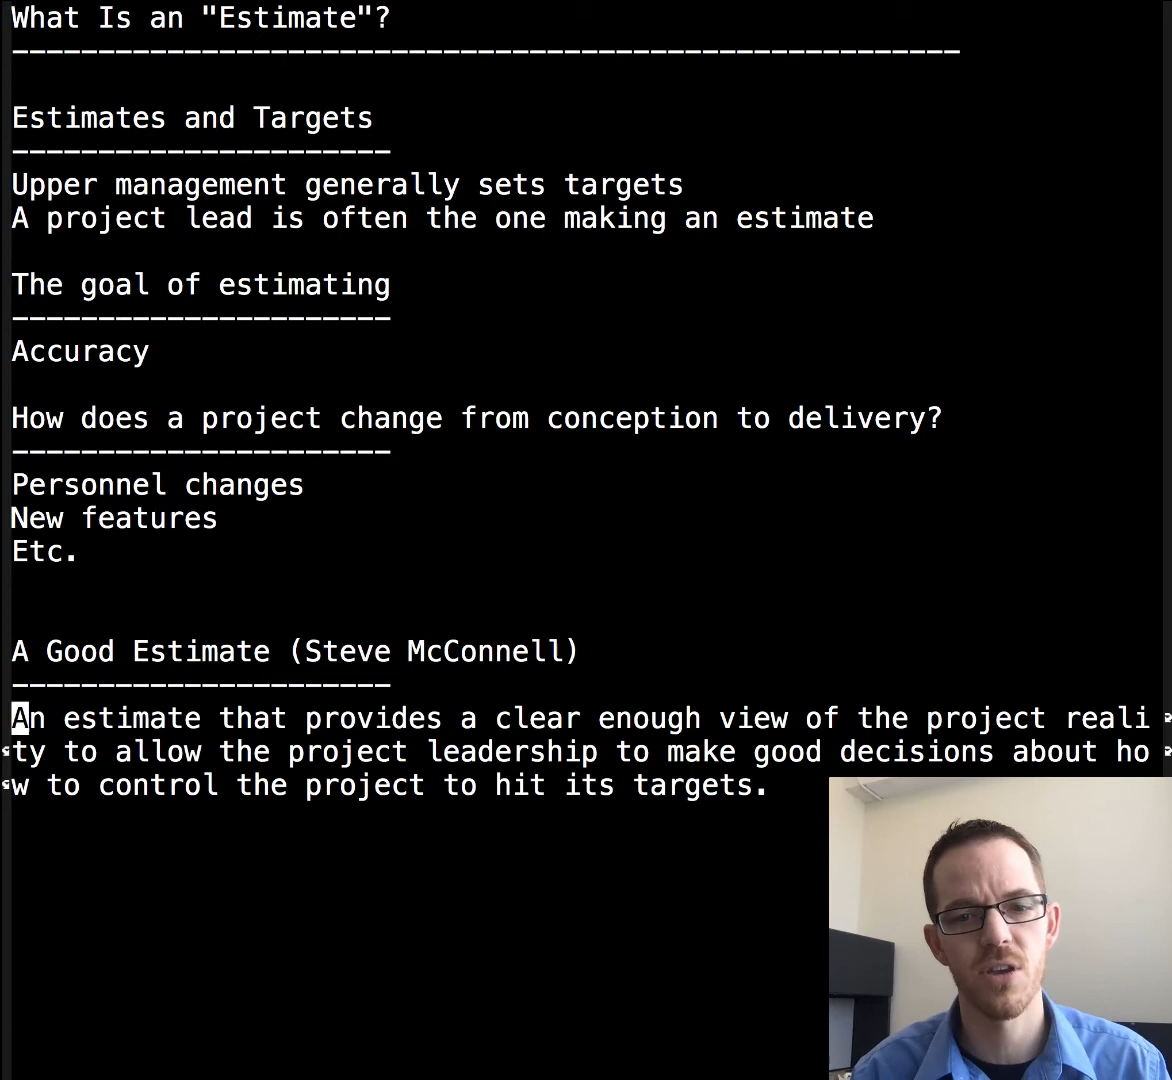 What Is an "Estimate"?
-------------------------------------------------------
Estimates and Targets
----------------------
Upper management generally sets targets
A project lead is often the one making an estimate
The goal of estimating
----------------------
Accuracy
How does a project change from conception to delivery?
----------------------
Personnel changes
New features
Etc.
A Good Estimate (Steve McConnell)
----------------------
An estimate that provides a clear enough view of the project reali
ty to allow the project leadership to make good decisions about ho
w to control the project to hit its targets.